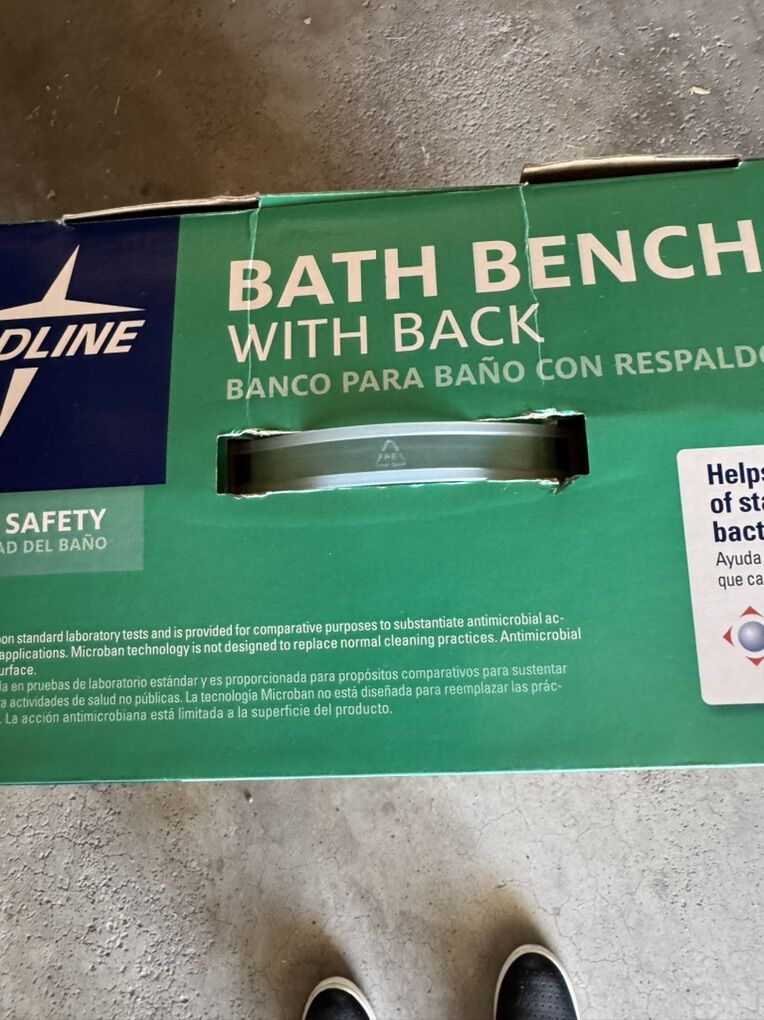 BATH BENCH
WITH BACK
BANCO PARA BAÑO CON RESPALDO
DLINE
SAFETY
AD DEL BAÑO
Helps
of sta
bact
Ayuda
que ca
on standard laboratory tests and is provided for comparative purposes to substantiate antimicrobial ac-
applications. Microban technology is not designed to replace normal cleaning practices. Antimicrobial
urface.
a en pruebas de laboratorio estándar y es proporcionada para propósitos comparativos para sustentar
a actividades de salud no públicas. La tecnología Microban no está diseñada para reemplazar las prác-
. La acción antimicrobiana está limitada a la superficie del producto.